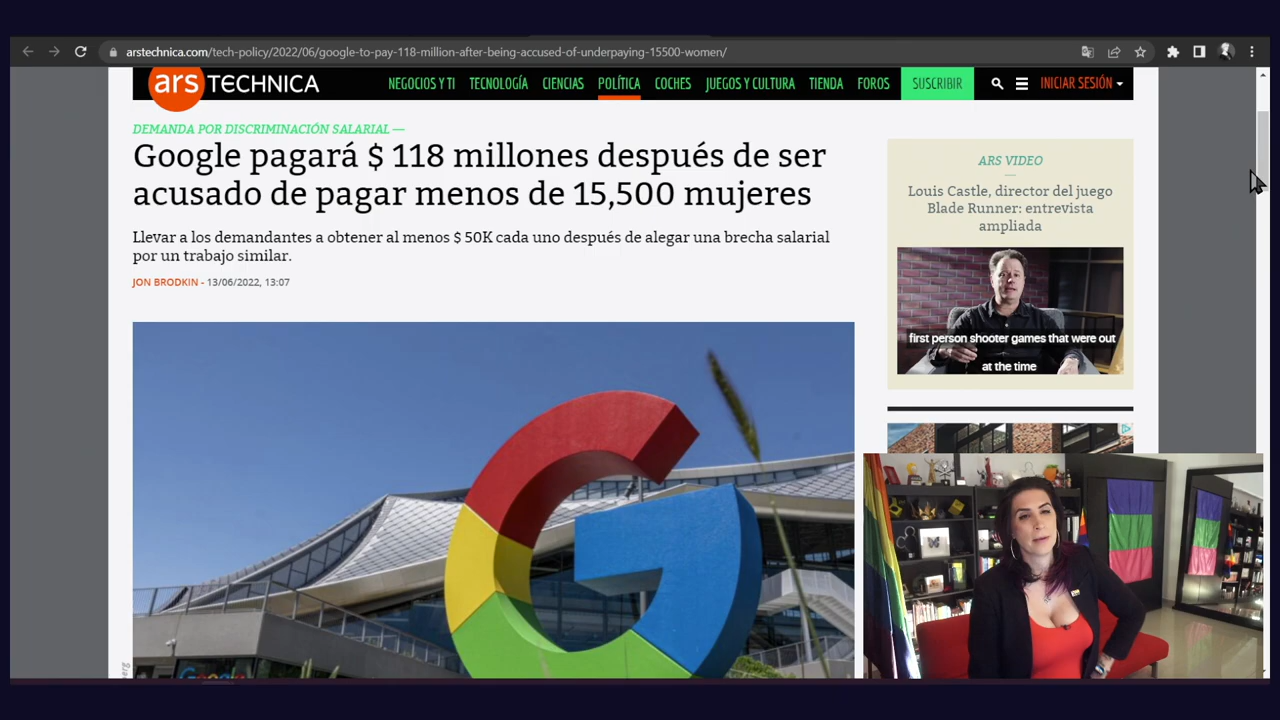 arstechnica.com/tech-policy/2022/06/google-to-pay-118-million-after-being-accused-of-underpaying-15500-women/
ars TECHNICA
NEGOCIOS Y TI TECNOLOGÍA CIENCIAS POLÍTICA COCHES JUEGOS Y CULTURA TIENDA FOROS SUSCRIBIR INICIAR SESIÓN
DEMANDA POR DISCRIMINACIÓN SALARIAL —
Google pagará $ 118 millones después de ser
acusado de pagar menos de 15,500 mujeres
Llevar a los demandantes a obtener al menos $ 50K cada uno después de alegar una brecha salarial
por un trabajo similar.
JON BRODKIN - 13/06/2022, 13:07
ARS VIDEO
Louis Castle, director del juego
Blade Runner: entrevista
ampliada
first person shooter games that were out
at the time
Google